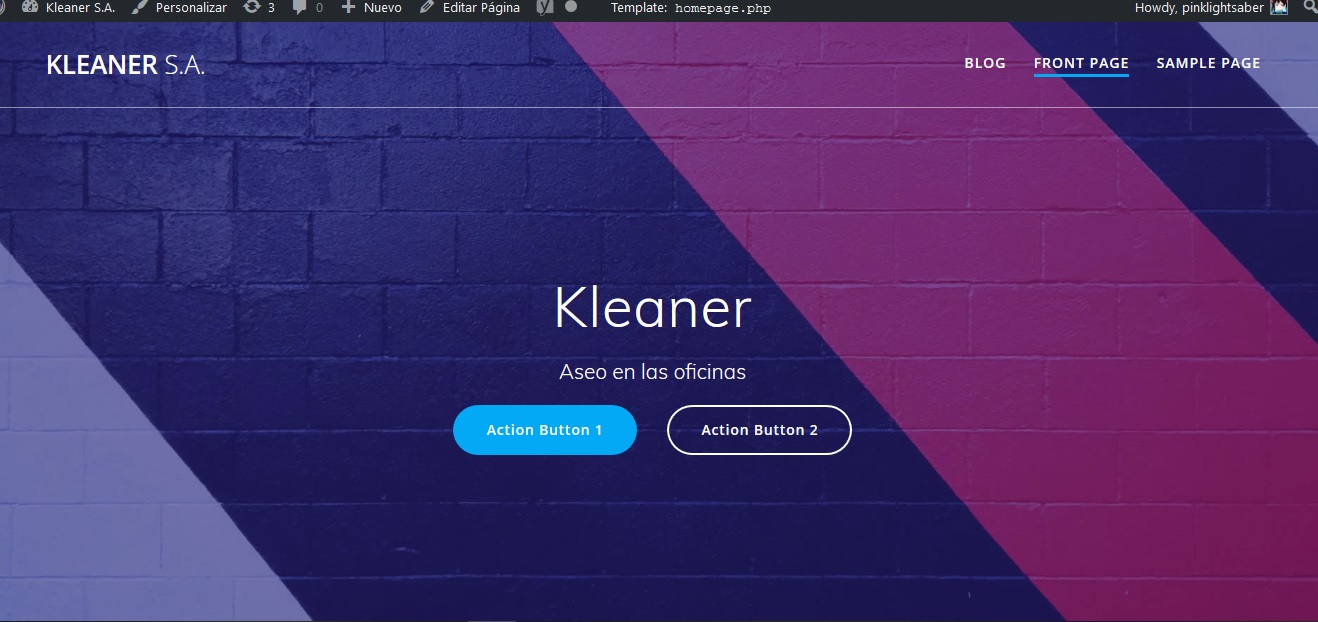 Kleaner S.A. Personalizar 3 0 Nuevo Editar Página Template: homepage.php Howdy, pinklightsaber
KLEANER S.A. BLOG FRONT PAGE SAMPLE PAGE
Kleaner
Aseo en las oficinas
Action Button 1 Action Button 2